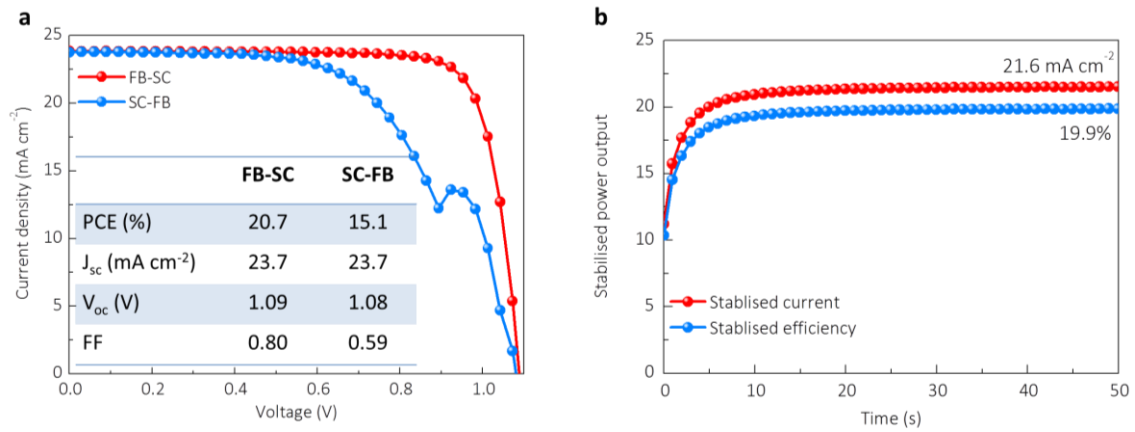 a
25
20
15
10
5
0
Current density (mA cm⁻²)
FB-SC
SC-FB
FB-SC SC-FB
PCE (%) 20.7 15.1
Jsc (mA cm⁻²) 23.7 23.7
Voc (V) 1.09 1.08
FF 0.80 0.59
0.0 0.2 0.4 0.6 0.8 1.0
Voltage (V)
b
25
20
15
10
5
0
Stabilised power output
21.6 mA cm⁻²
19.9%
Stablised current
Stablised efficiency
0 10 20 30 40 50
Time (s)